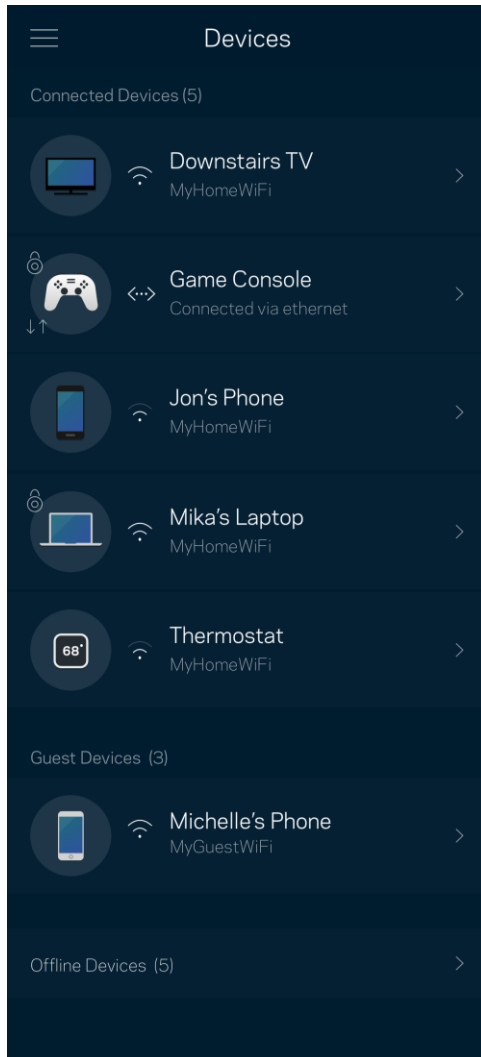 Devices
Connected Devices (5)
Downstairs TV
MyHomeWiFi
Game Console
Connected via ethernet
Jon's Phone
MyHomeWiFi
Mika's Laptop
MyHomeWiFi
68°
Thermostat
MyHomeWiFi
Guest Devices (3)
Michelle's Phone
MyGuestWiFi
Offline Devices (5)